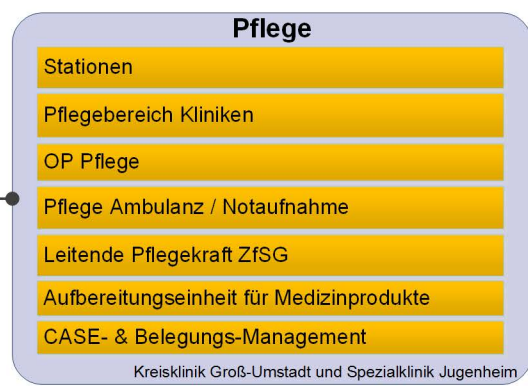 Pflege
Stationen
Pflegebereich Kliniken
OP Pflege
Pflege Ambulanz / Notaufnahme
Leitende Pflegekraft ZfSG
Aufbereitungseinheit für Medizinprodukte
CASE- & Belegungs-Management
Kreisklinik Groß-Umstadt und Spezialklinik Jugenheim